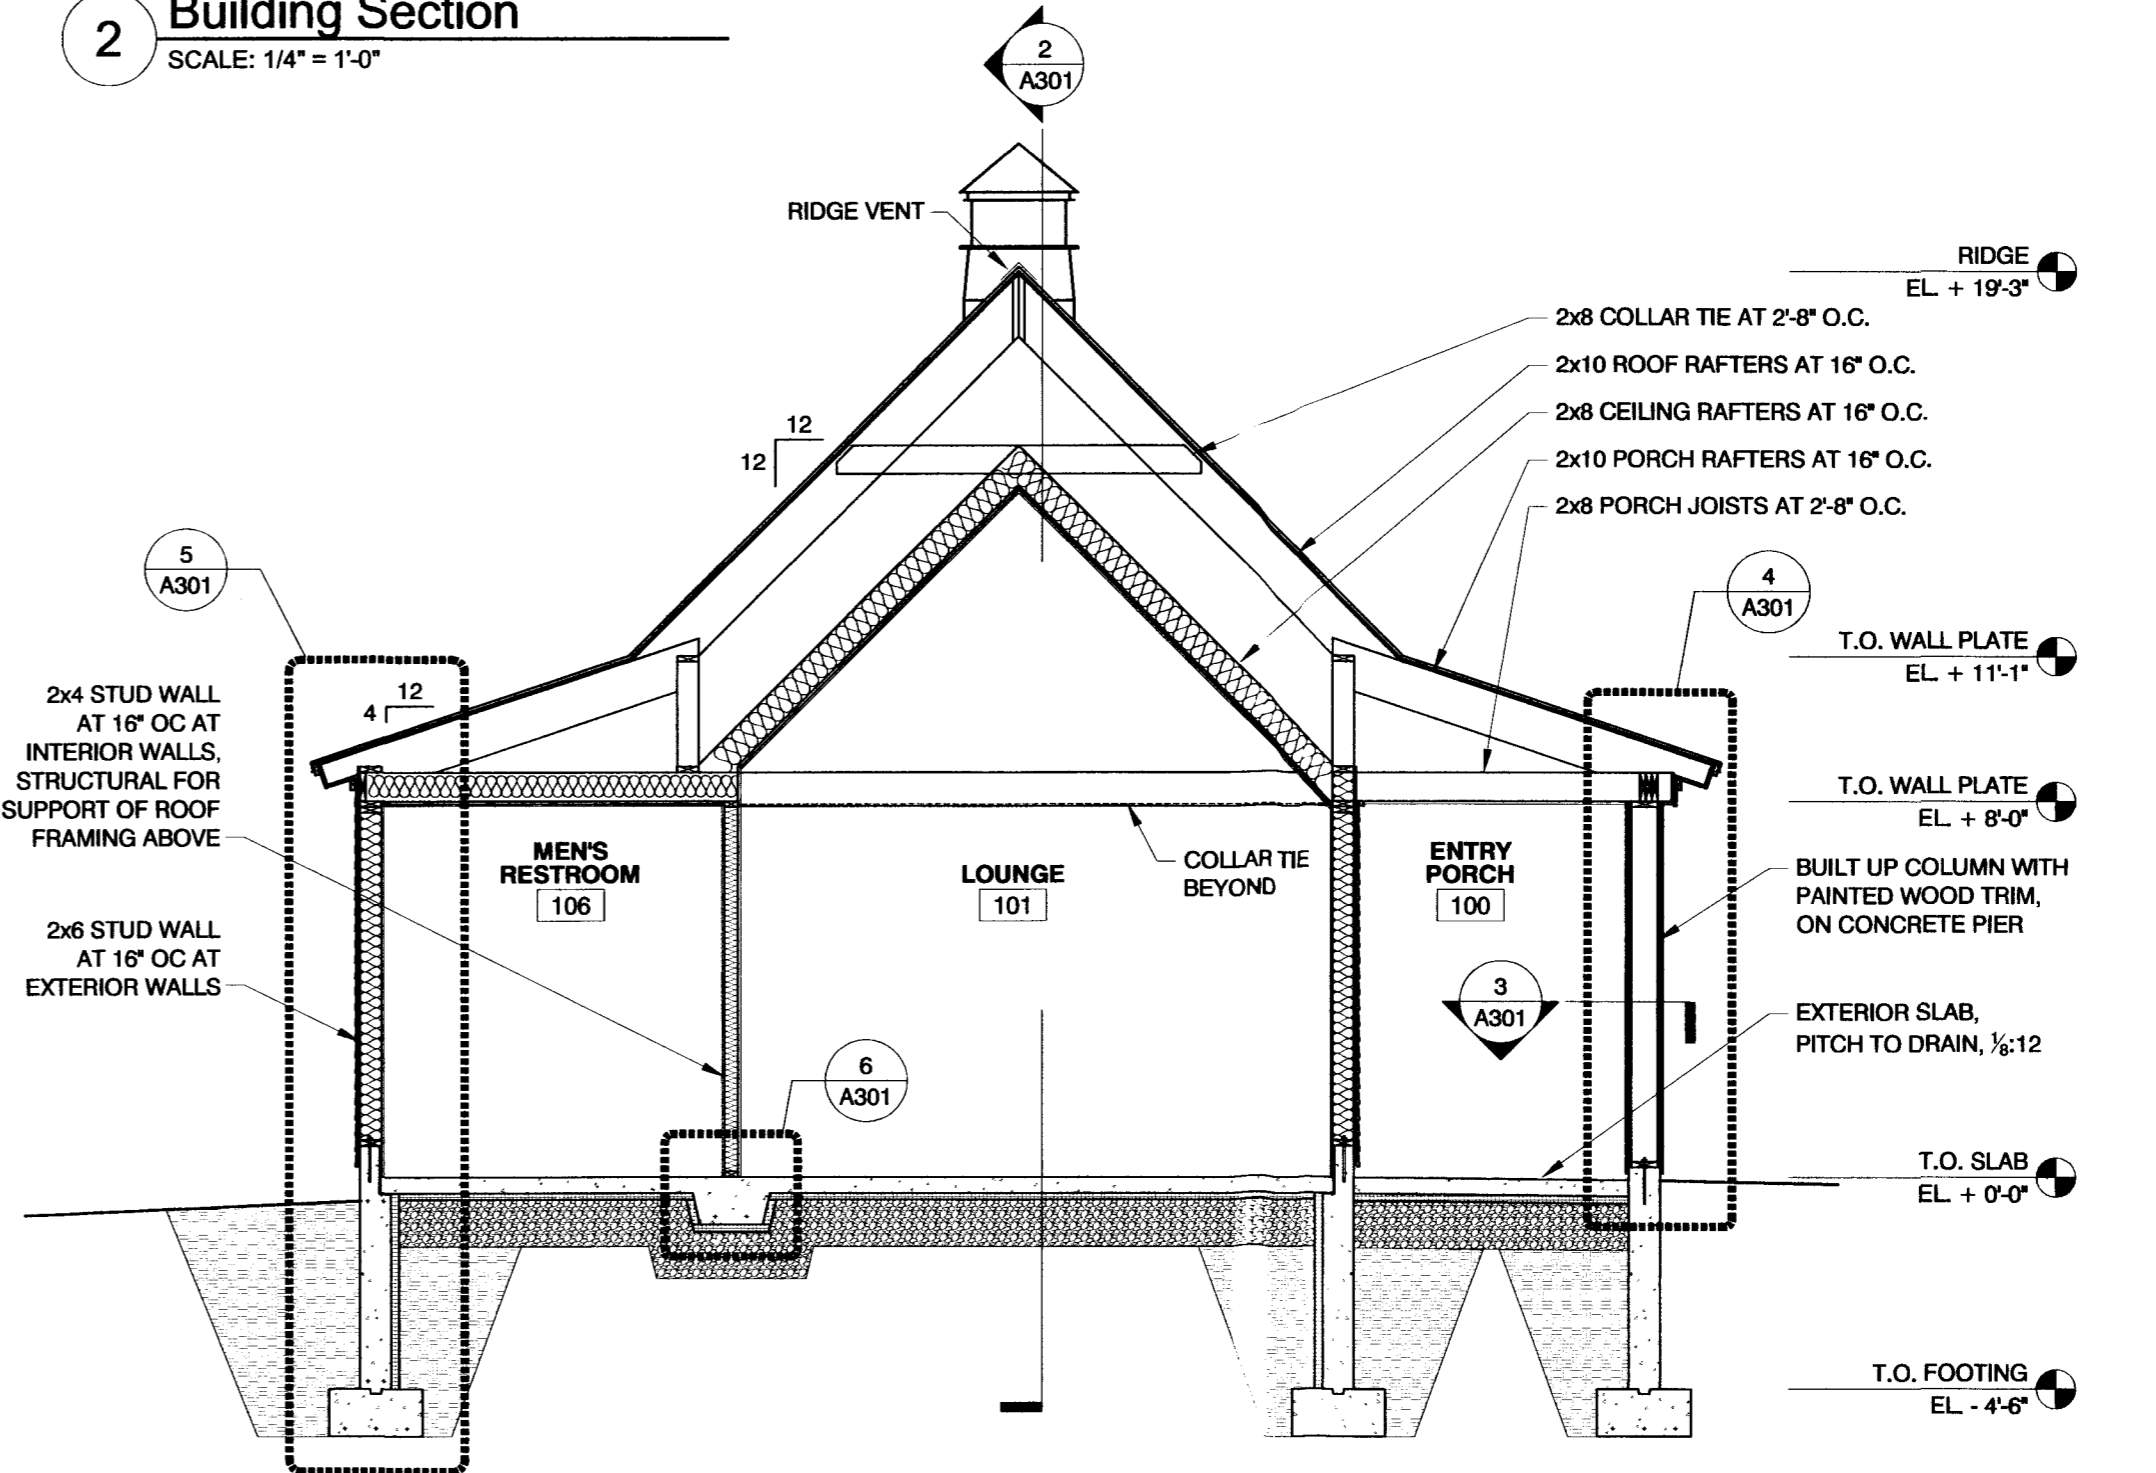 2
Building Section
SCALE: 1/4" = 1'-0"
2
A301
RIDGE VENT
RIDGE
EL. + 19'-3"
2x8 COLLAR TIE AT 2'-8" O.C.
2x10 ROOF RAFTERS AT 16" O.C.
2x8 CEILING RAFTERS AT 16" O.C.
2x10 PORCH RAFTERS AT 16" O.C.
2x8 PORCH JOISTS AT 2'-8" O.C.
12
12
5
A301
4
A301
T.O. WALL PLATE
EL. + 11'-1"
12
4
2x4 STUD WALL
AT 16" OC AT
INTERIOR WALLS,
STRUCTURAL FOR
SUPPORT OF ROOF
FRAMING ABOVE
T.O. WALL PLATE
EL. + 8'-0"
MEN'S
RESTROOM
106
LOUNGE
101
COLLAR TIE
BEYOND
ENTRY
PORCH
100
BUILT UP COLUMN WITH
PAINTED WOOD TRIM,
ON CONCRETE PIER
2x6 STUD WALL
AT 16" OC AT
EXTERIOR WALLS
3
A301
EXTERIOR SLAB,
PITCH TO DRAIN, ⅛:12
6
A301
T.O. SLAB
EL. + 0'-0"
T.O. FOOTING
EL. - 4'-6"